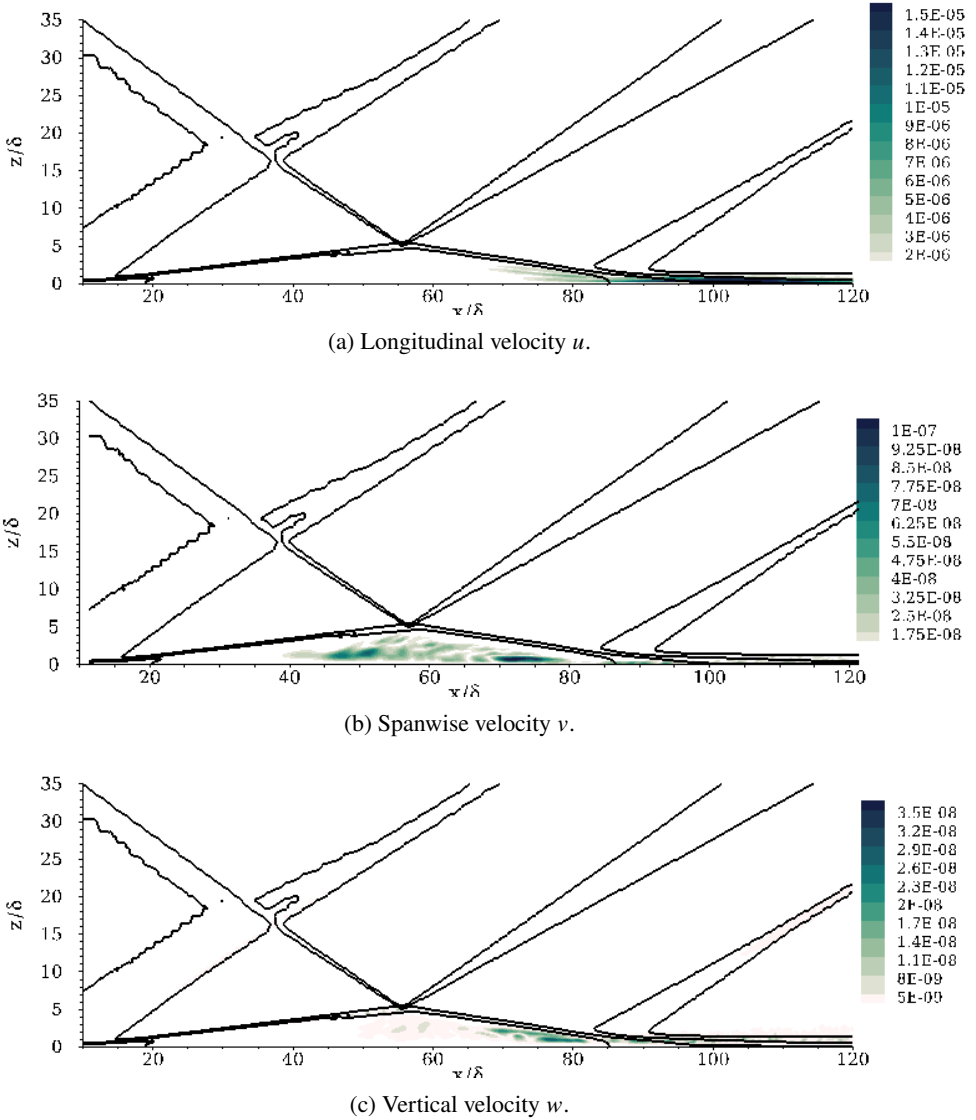 35
30
25
20
15
10
5
0
z/δ
20
40
60
80
100
120
x/δ
1.5E-05
1.4E-05
1.3E-05
1.2E-05
1.1E-05
1E-05
9E-06
8E-06
7E-06
6E-06
5E-06
4E-06
3E-06
2E-06
(a) Longitudinal velocity u.
35
30
25
20
15
10
5
0
z/δ
20
40
60
80
100
120
x/δ
1E-07
9.25E-08
8.5E-08
7.75E-08
7E-08
6.25E-08
5.5E-08
4.75E-08
4E-08
3.25E-08
2.5E-08
1.75E-08
(b) Spanwise velocity v.
35
30
25
20
15
10
5
0
z/δ
20
40
60
80
100
120
x/δ
3.5E-08
3.2E-08
2.9E-08
2.6E-08
2.3E-08
2E-08
1.7E-08
1.4E-08
1.1E-08
8E-09
5E-09
(c) Vertical velocity w.